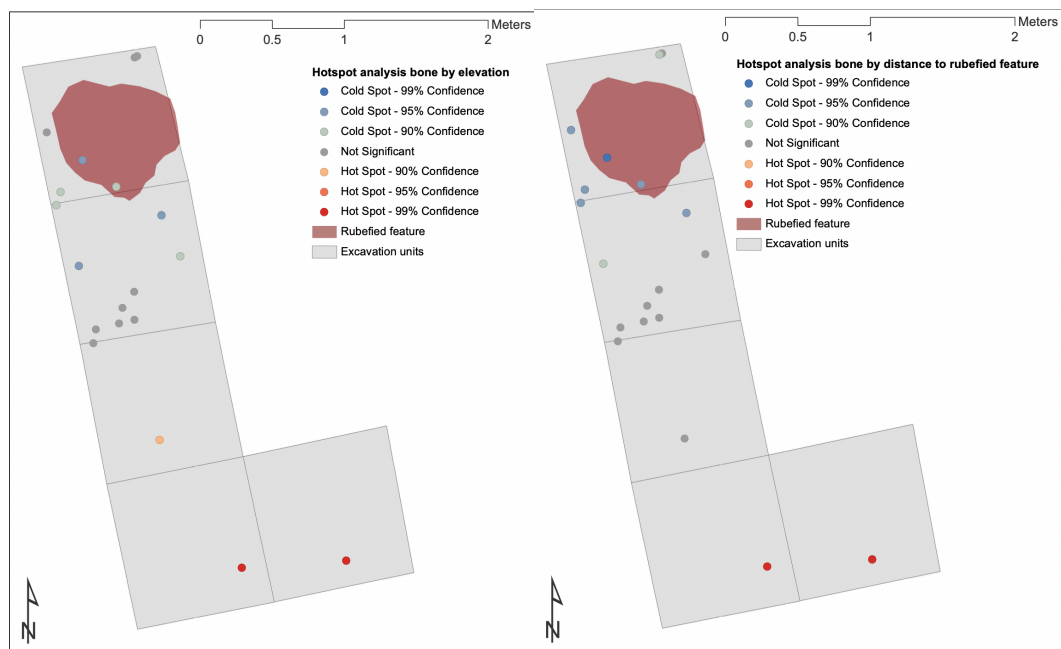 Meters
0 0.5 1 2
Hotspot analysis bone by elevation
Cold Spot - 99% Confidence
Cold Spot - 95% Confidence
Cold Spot - 90% Confidence
Not Significant
Hot Spot - 90% Confidence
Hot Spot - 95% Confidence
Hot Spot - 99% Confidence
Rubefied feature
Excavation units
N
Meters
0 0.5 1 2
Hotspot analysis bone by distance to rubefied feature
Cold Spot - 99% Confidence
Cold Spot - 95% Confidence
Cold Spot - 90% Confidence
Not Significant
Hot Spot - 90% Confidence
Hot Spot - 95% Confidence
Hot Spot - 99% Confidence
Rubefied feature
Excavation units
N